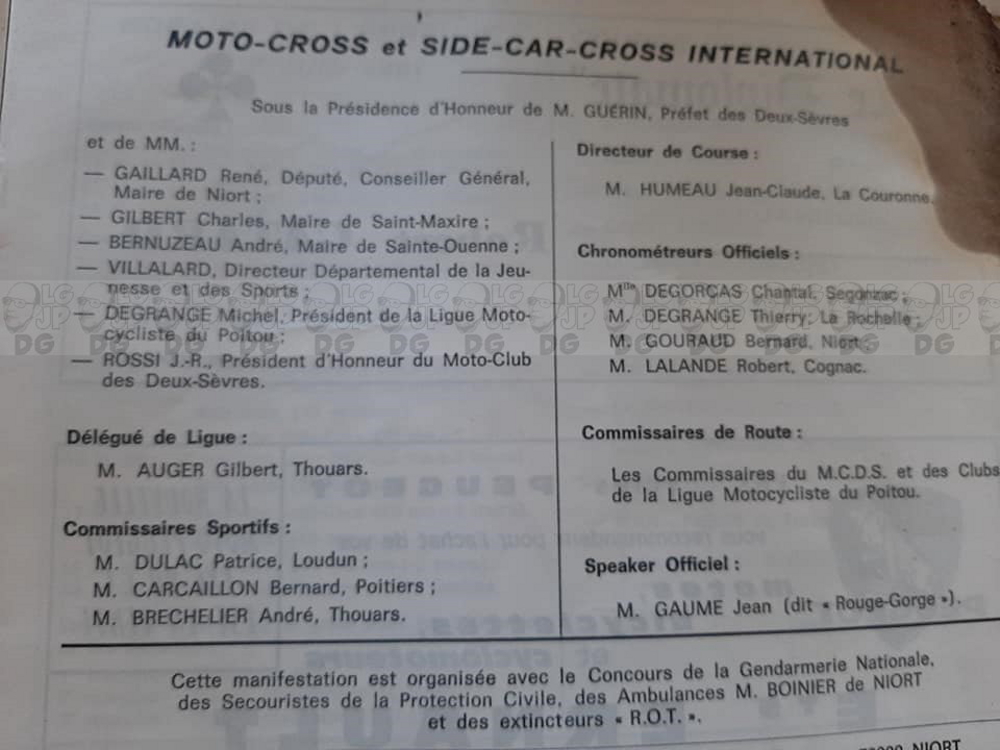 MOTO-CROSS et SIDE-CAR-CROSS INTERNATIONAL
Sous la Présidence d'Honneur de M. GUÉRIN, Préfet des Deux-Sèvres
et de MM. :
— GAILLARD René, Député, Conseiller Général,
Maire de Niort ;
— GILBERT Charles, Maire de Saint-Maxire ;
— BERNUZEAU André, Maire de Sainte-Ouenne ;
— VILLALARD, Directeur Départemental de la Jeu-
nesse et des Sports ;
— DEGRANGE Michel, Président de la Ligue Moto-
cycliste du Poitou ;
— ROSSI J.-R., Président d'Honneur du Moto-Club
des Deux-Sèvres.
Délégué de Ligue :
M. AUGER Gilbert, Thouars.
Commissaires Sportifs :
M. DULAC Patrice, Loudun ;
M. CARCAILLON Bernard, Poitiers ;
M. BRECHELIER André, Thouars.
Directeur de Course :
M. HUMEAU Jean-Claude, La Couronne.
Chronométreurs Officiels :
Mlle DEGORÇAS Chantal, Segonzac ;
M. DEGRANGE Thierry, La Rochelle ;
M. GOURAUD Bernard, Niort ;
M. LALANDE Robert, Cognac.
Commissaires de Route :
Les Commissaires du M.C.D.S. et des Clubs
de la Ligue Motocycliste du Poitou.
Speaker Officiel :
M. GAUME Jean (dit « Rouge-Gorge »).
Cette manifestation est organisée avec le Concours de la Gendarmerie Nationale,
des Secouristes de la Protection Civile, des Ambulances M. BOINIER de NIORT
et des extincteurs « R.O.T. ».
NIORT